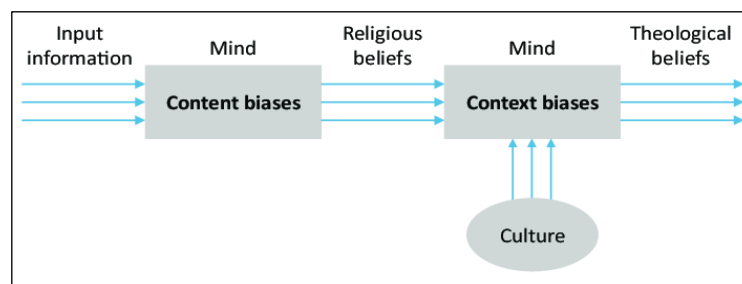 Input
information
Mind
Content biases
Religious
beliefs
Mind
Context biases
Theological
beliefs
Culture